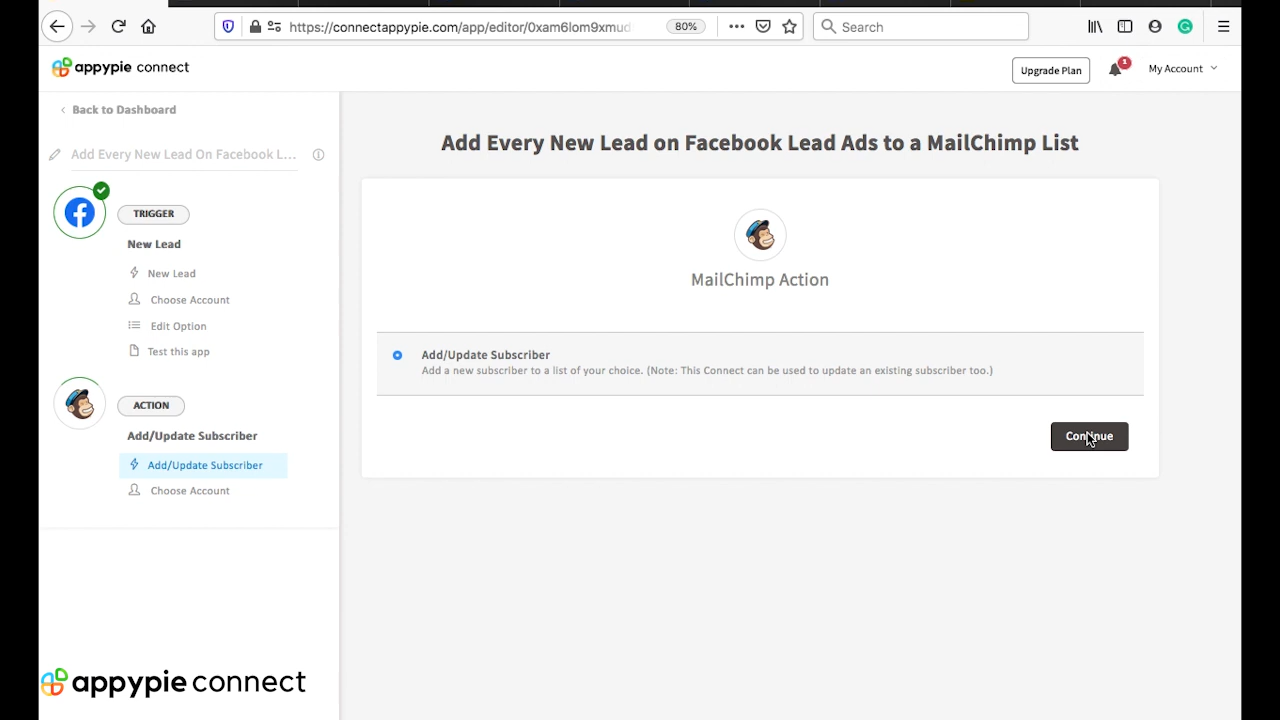 https://connectappypie.com/app/editor/0xam6lom9xmud
80%
Search
appypie connect
Upgrade Plan
1
My Account
Back to Dashboard
Add Every New Lead On Facebook L...
TRIGGER
New Lead
New Lead
Choose Account
Edit Option
Test this app
ACTION
Add/Update Subscriber
Add/Update Subscriber
Choose Account
Add Every New Lead on Facebook Lead Ads to a MailChimp List
MailChimp Action
Add/Update Subscriber
Add a new subscriber to a list of your choice. (Note: This Connect can be used to update an existing subscriber too.)
Continue
appypie connect